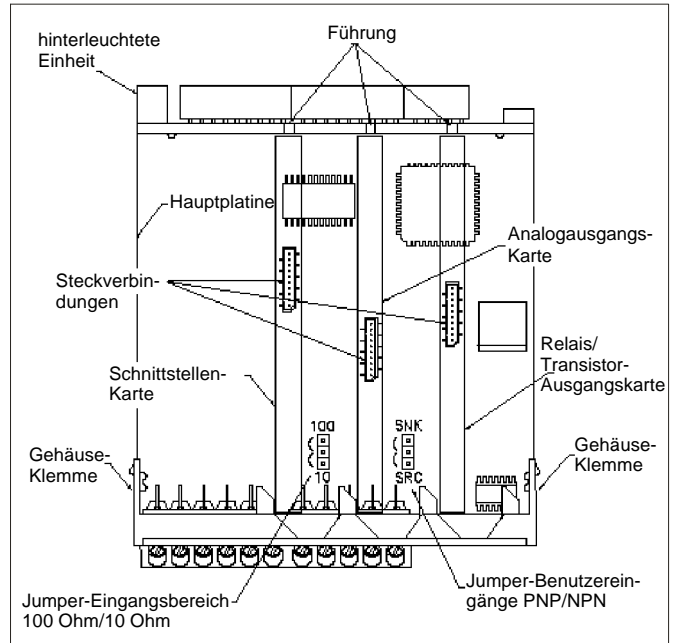 hinterleuchtete
Einheit
Führung
Hauptplatine
Analogausgangs-
Karte
Steckverbin-
dungen
Relais/
Transistor-
Ausgangskarte
Schnittstellen-
Karte
100
10
SNK
SRC
Gehäuse-
Klemme
Gehäuse-
Klemme
Jumper-Eingangsbereich
100 Ohm/10 Ohm
Jumper-Benutzerein-
gänge PNP/NPN